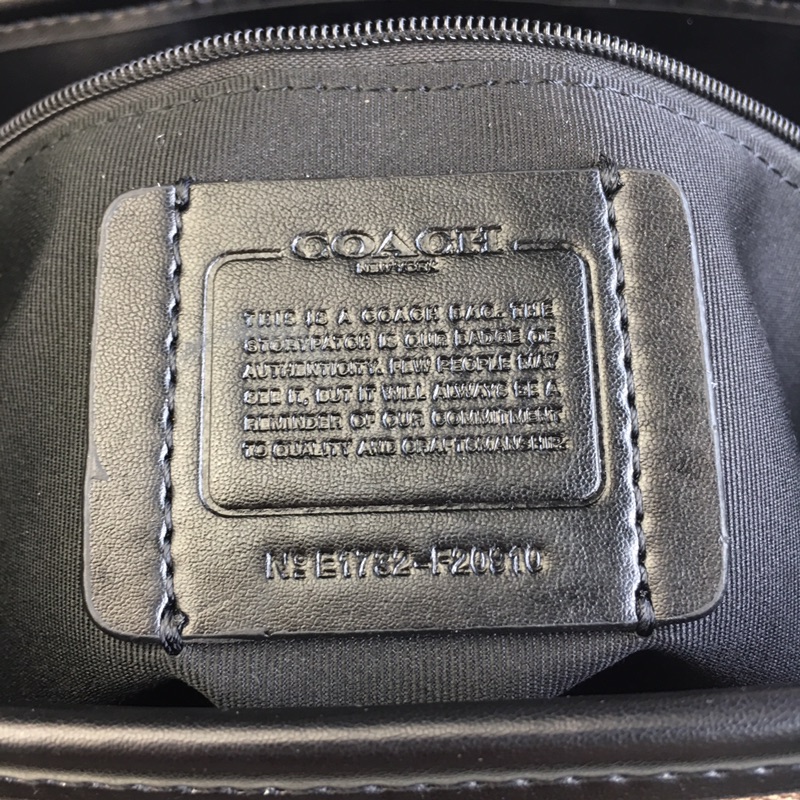 COACH
NEW YORK
THIS IS A COACH BAG. THE
STORYPATCH IS OUR BADGE OF
AUTHENTICITY. FEW PEOPLE MAY
SEE IT, BUT IT WILL ALWAYS BE A
REMINDER OF OUR COMMITMENT
TO QUALITY AND CRAFTSMANSHIP.
Nº E1732-F20910